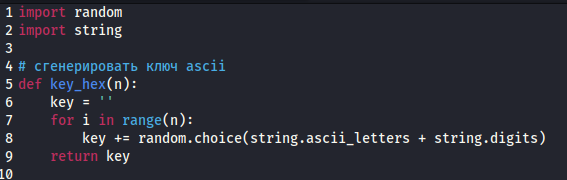 1 import random
2 import string
3
4 # сгенерировать ключ ascii
5 def key_hex(n):
6     key = ''
7     for i in range(n):
8         key += random.choice(string.ascii_letters + string.digits)
9     return key
10